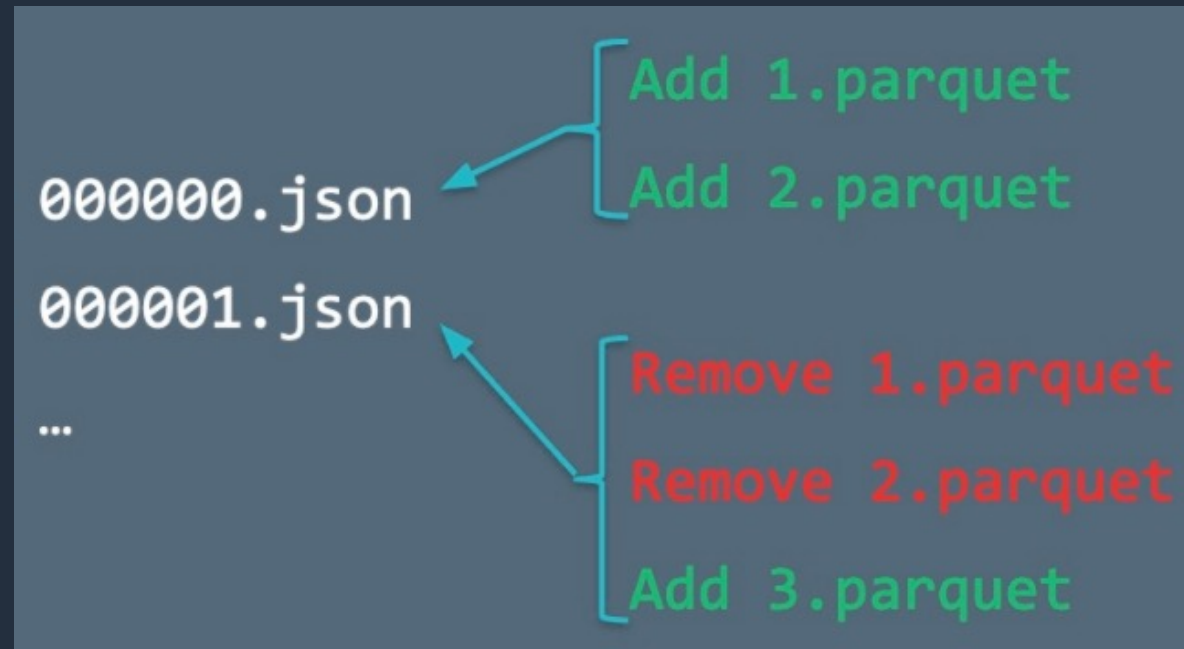 Add 1.parquet
Add 2.parquet
000000.json
000001.json
…
Remove 1.parquet
Remove 2.parquet
Add 3.parquet